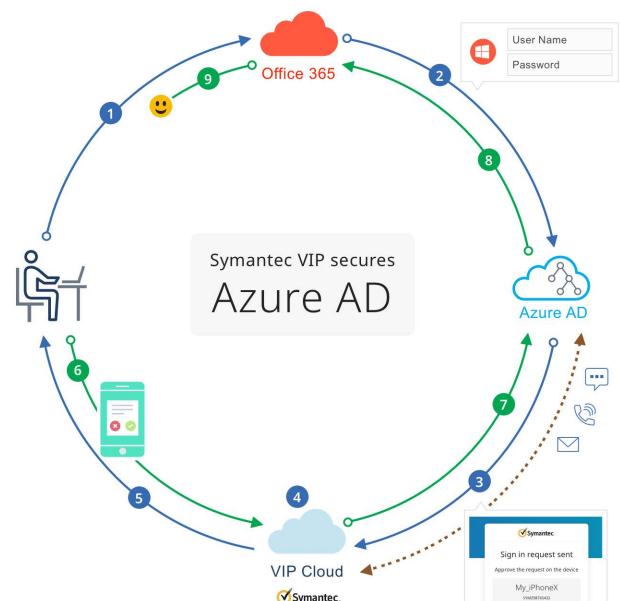 Office 365
User Name
Password
9
2
1
8
Symantec VIP secures
Azure AD
Azure AD
6
7
3
4
5
VIP Cloud
Symantec.
Symantec
Sign in request sent
Approve the request on the device
My_iPhoneX